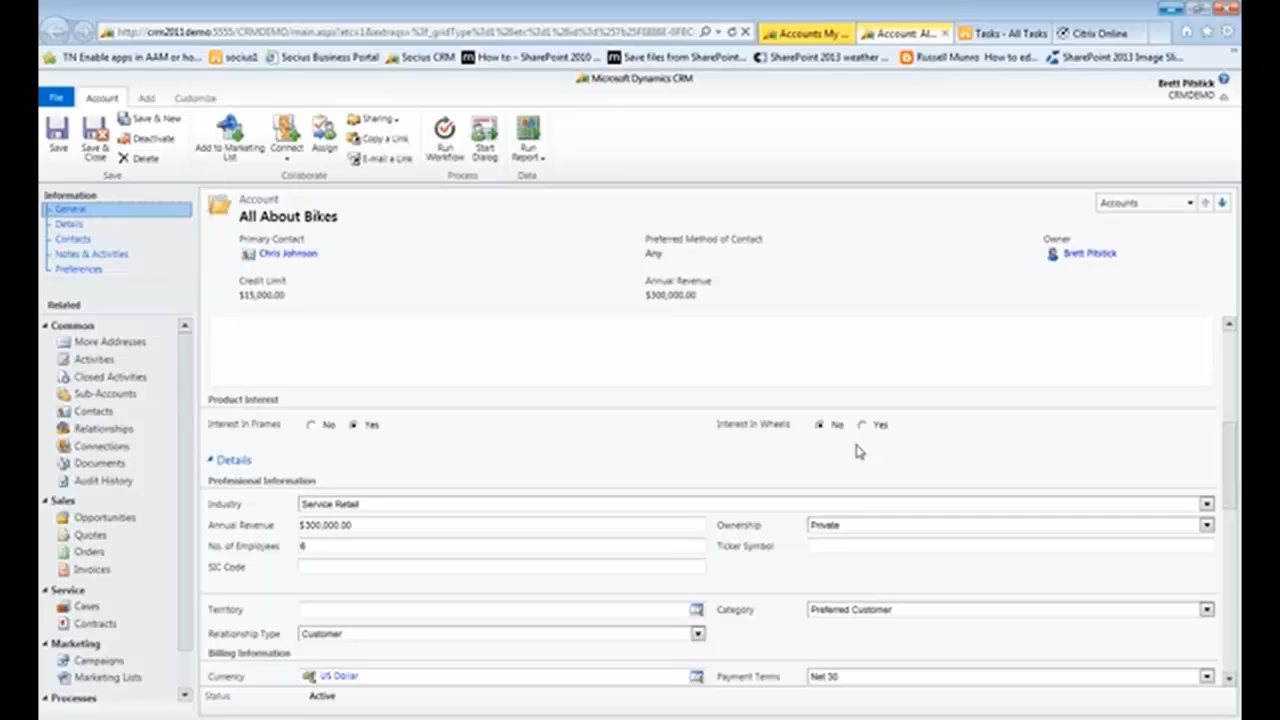 Accounts My ...
Account: Al...
Tasks - All Tasks
Citrix Online
TN Enable apps in AAM or ho...
socius1
Socius Business Portal
Socius CRM
How to – SharePoint 2010 ...
Save files from SharePoint...
SharePoint 2013 weather ...
Russell Munro How to ed...
SharePoint 2013 Image Sli...
Microsoft Dynamics CRM
Brett Pitstick
CRMDEMO
File
Account
Add
Customize
Save
Save & Close
Save & New
Deactivate
Delete
Add to Marketing List
Connect
Assign
Sharing
Copy a Link
E-mail a Link
Run Workflow
Start Dialog
Run Report
Save
Collaborate
Process
Data
Information
General
Details
Contacts
Notes & Activities
Preferences
Related
Common
More Addresses
Activities
Closed Activities
Sub-Accounts
Contacts
Relationships
Connections
Documents
Audit History
Sales
Opportunities
Quotes
Orders
Invoices
Service
Cases
Contracts
Marketing
Campaigns
Marketing Lists
Processes
Account
All About Bikes
Accounts
Primary Contact
Chris Johnson
Preferred Method of Contact
Any
Owner
Brett Pitstick
Credit Limit
$15,000.00
Annual Revenue
$300,000.00
Product Interest
Interest In Frames No Yes
Interest In Wheels No Yes
Details
Professional Information
Industry Service Retail
Annual Revenue $300,000.00
Ownership Private
No. of Employees 6
Ticker Symbol
SIC Code
Territory
Category Preferred Customer
Relationship Type Customer
Billing Information
Currency US Dollar
Payment Terms Net 30
Status Active